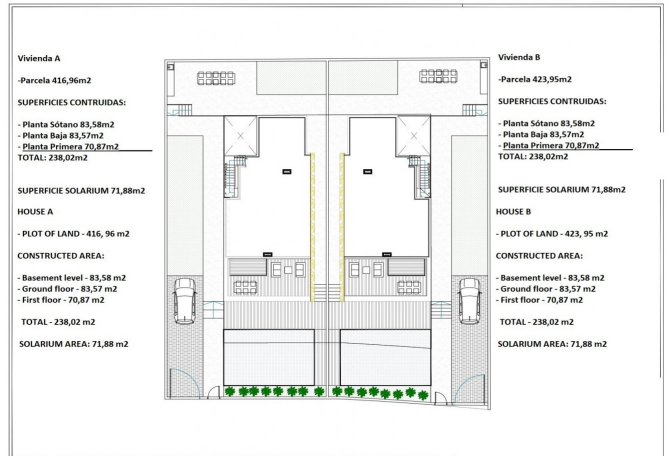 Vivienda A
-Parcela 416,96m2
SUPERFICIES CONTRUIDAS:
- Planta Sótano 83,58m2
- Planta Baja 83,57m2
- Planta Primera 70,87m2
TOTAL: 238,02m2
SUPERFICIE SOLARIUM 71,88m2
HOUSE A
- PLOT OF LAND - 416, 96 m2
CONSTRUCTED AREA:
- Basement level - 83,58 m2
- Ground floor - 83,57 m2
- First floor - 70,87 m2
TOTAL - 238,02 m2
SOLARIUM AREA: 71,88 m2
Vivienda B
-Parcela 423,95m2
SUPERFICIES CONTRUIDAS:
- Planta Sótano 83,58m2
- Planta Baja 83,57m2
- Planta Primera 70,87m2
TOTAL: 238,02m2
SUPERFICIE SOLARIUM 71,88m2
HOUSE B
- PLOT OF LAND - 423, 95 m2
CONSTRUCTED AREA:
- Basement level - 83,58 m2
- Ground floor - 83,57 m2
- First floor - 70,87 m2
TOTAL - 238,02 m2
SOLARIUM AREA: 71,88 m2